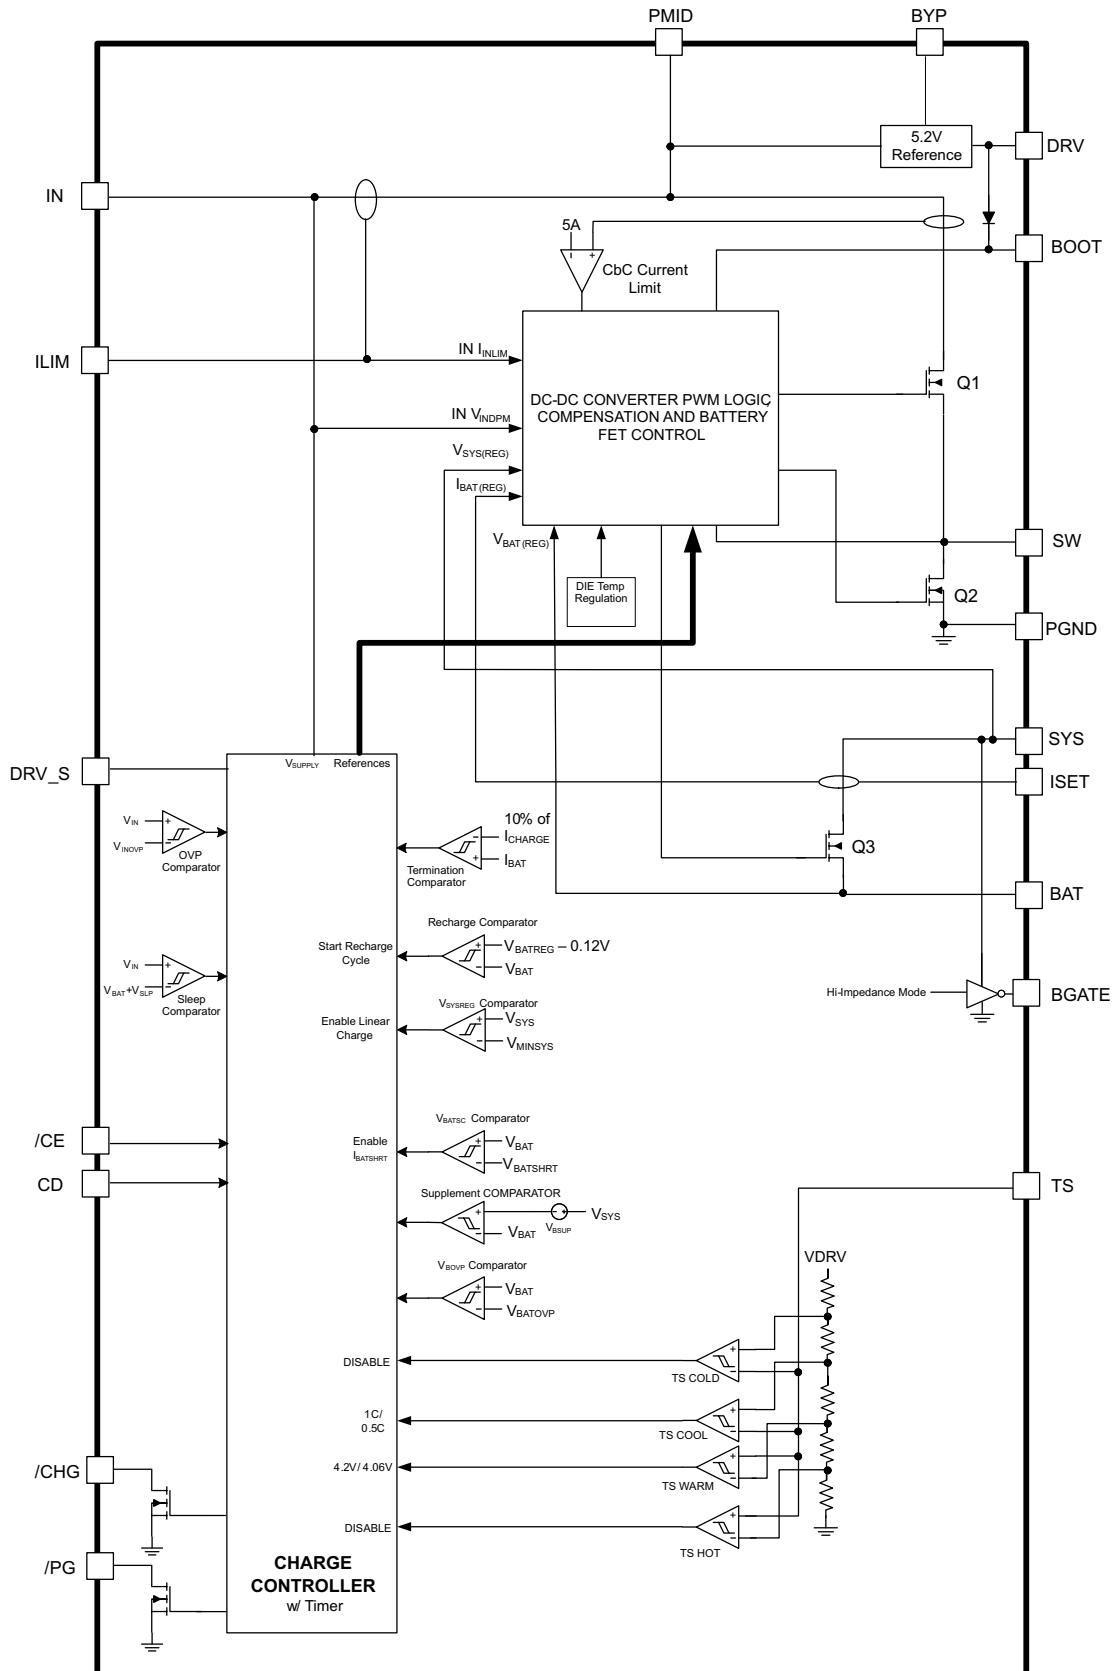 PMID
BYP
5.2V
Reference
DRV
IN
5A
BOOT
CbC Current
Limit
ILIM
IN I_INLIM
Q1
DC-DC CONVERTER PWM LOGIC,
COMPENSATION AND BATTERY
FET CONTROL
IN V_INDPM
V_SYS(REG)
I_BAT(REG)
V_BAT(REG)
SW
DIE Temp
Regulation
Q2
PGND
SYS
DRV_S
V_SUPPLY
References
ISET
V_IN
V_INOVP
OVP
Comparator
10% of
I_CHARGE
I_BAT
Termination
Comparator
Q3
BAT
Recharge Comparator
Start Recharge
Cycle
V_BATREG – 0.12V
V_BAT
V_IN
V_BAT+V_SLP
Sleep
Comparator
Hi-Impedance Mode
BGATE
V_SYSREG Comparator
Enable Linear
Charge
V_SYS
V_MINSYS
/CE
CD
V_BATSC Comparator
Enable
I_BATSHRT
V_BAT
V_BATSHRT
TS
Supplement COMPARATOR
V_BAT
V_BSUP
V_SYS
V_BOVP Comparator
V_BAT
V_BATOVP
VDRV
DISABLE
TS COLD
1C/
0.5C
TS COOL
4.2V/ 4.06V
TS WARM
DISABLE
TS HOT
/CHG
/PG
CHARGE
CONTROLLER
w/ Timer